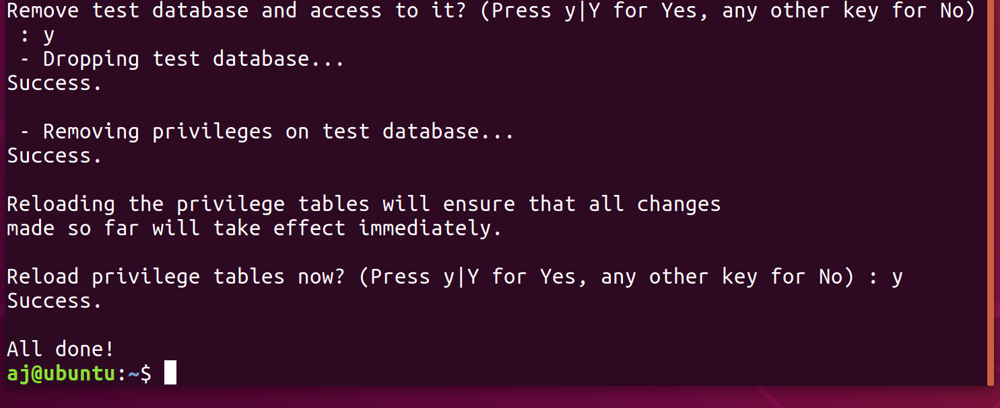 Remove test database and access to it? (Press y|Y for Yes, any other key for No)
 : y
 - Dropping test database...
Success.

 - Removing privileges on test database...
Success.

Reloading the privilege tables will ensure that all changes
made so far will take effect immediately.

Reload privilege tables now? (Press y|Y for Yes, any other key for No) : y
Success.

All done!
aj@ubuntu:~$